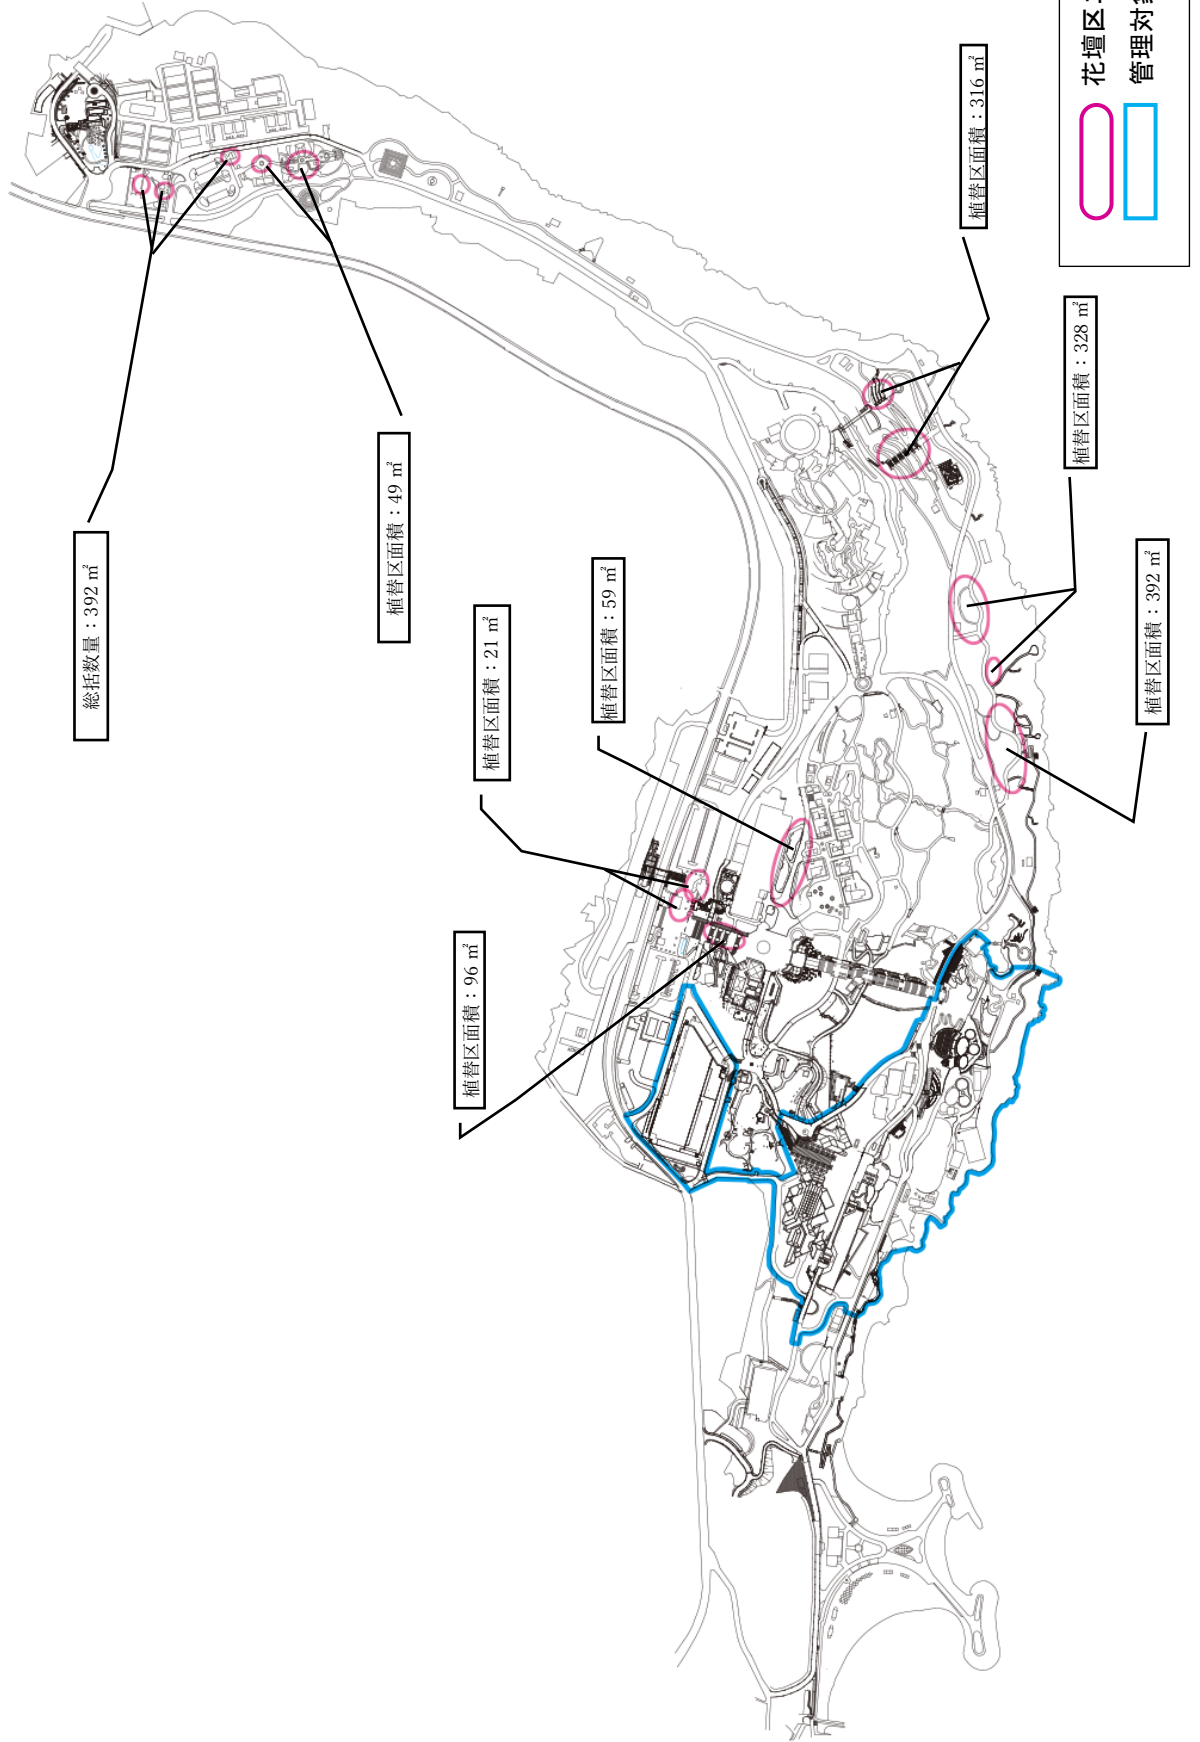 総括数量：392 ㎡
植替区面積：49 ㎡
植替区面積：21 ㎡
植替区面積：59 ㎡
植替区面積：96 ㎡
植替区面積：316 ㎡
植替区面積：328 ㎡
植替区面積：392 ㎡
花壇区
管理対